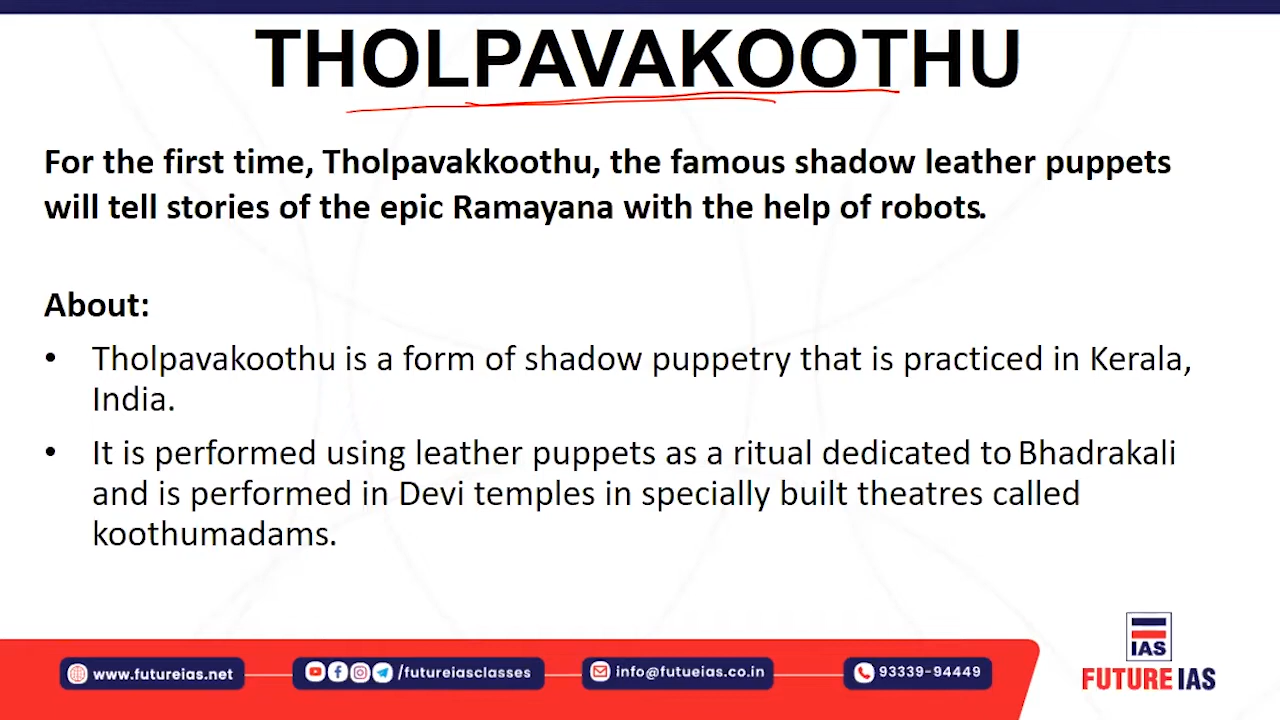 THOLPAVAKOOTHU
For the first time, Tholpavakkoothu, the famous shadow leather puppets
will tell stories of the epic Ramayana with the help of robots.
About:
• Tholpavakoothu is a form of shadow puppetry that is practiced in Kerala,
India.
• It is performed using leather puppets as a ritual dedicated to Bhadrakali
and is performed in Devi temples in specially built theatres called
koothumadams.
IAS
www.futureias.net /futureiasclasses info@futueias.co.in 93339-94449
FUTURE IAS